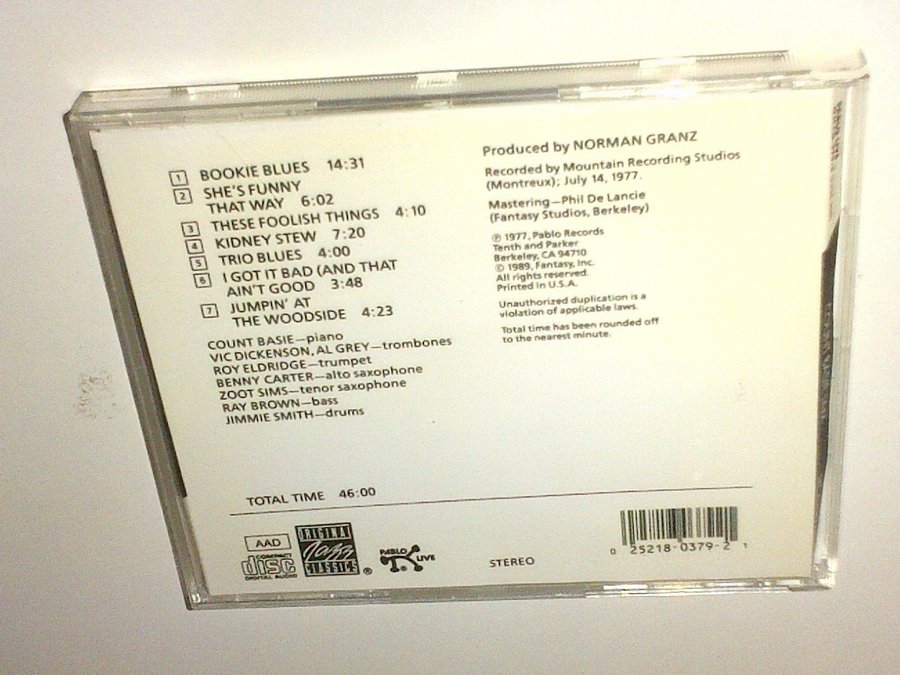 1 BOOKIE BLUES 14:31
2 SHE'S FUNNY
THAT WAY 6:02
3 THESE FOOLISH THINGS 4:10
4 KIDNEY STEW 7:20
5 TRIO BLUES 4:00
6 I GOT IT BAD (AND THAT
AIN'T GOOD 3:48
7 JUMPIN' AT
THE WOODSIDE 4:23
COUNT BASIE—piano
VIC DICKENSON, AL GREY—trombones
ROY ELDRIDGE—trumpet
BENNY CARTER—alto saxophone
ZOOT SIMS—tenor saxophone
RAY BROWN—bass
JIMMIE SMITH—drums
Produced by NORMAN GRANZ
Recorded by Mountain Recording Studios
(Montreux); July 14, 1977.
Mastering—Phil De Lancie
(Fantasy Studios, Berkeley)
℗ 1977, Pablo Records
Tenth and Parker
Berkeley, CA 94710
© 1989, Fantasy, Inc.
All rights reserved.
Printed in U.S.A.
Unauthorized duplication is a
violation of applicable laws.
Total time has been rounded off
to the nearest minute.
TOTAL TIME 46:00
AAD
COMPACT
disc
DIGITAL AUDIO
ORIGINAL
Jazz
CLASSICS
®
PABLO LIVE
STEREO
0 25218-0379-2 1